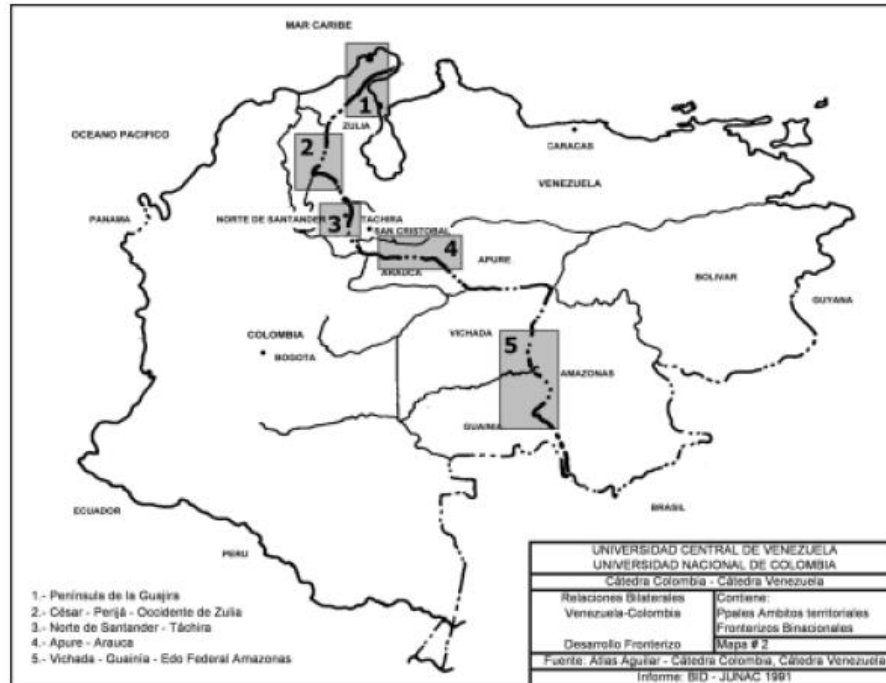 MAR CARIBE
1
ZULIA
OCEANO PACIFICO
2
CARACAS
VENEZUELA
PANAMA
NORTE DE SANTANDER
TACHIRA
3
SAN CRISTOBAL
4
APURE
ARAUCA
BOLIVAR
GUYANA
COLOMBIA
BOGOTA
VICHADA
5
AMAZONAS
GUAINIA
BRASIL
ECUADOR
PERU
1.- Península de la Guajira
2.- César - Perijá - Occidente de Zulia
3.- Norte de Santander - Táchira
4.- Apure - Arauca
5.- Vichada - Guainía - Edo Federal Amazonas
UNIVERSIDAD CENTRAL DE VENEZUELA
UNIVERSIDAD NACIONAL DE COLOMBIA
Cátedra Colombia - Cátedra Venezuela
Relaciones Bilaterales
Venezuela-Colombia
Desarrollo Fronterizo
Contiene:
Ppales Ambitos territoriales
Fronterizos Binacionales
Mapa # 2
Fuente: Atlas Aguilar - Cátedra Colombia, Cátedra Venezuela
Informe: BID - JUNAC 1991